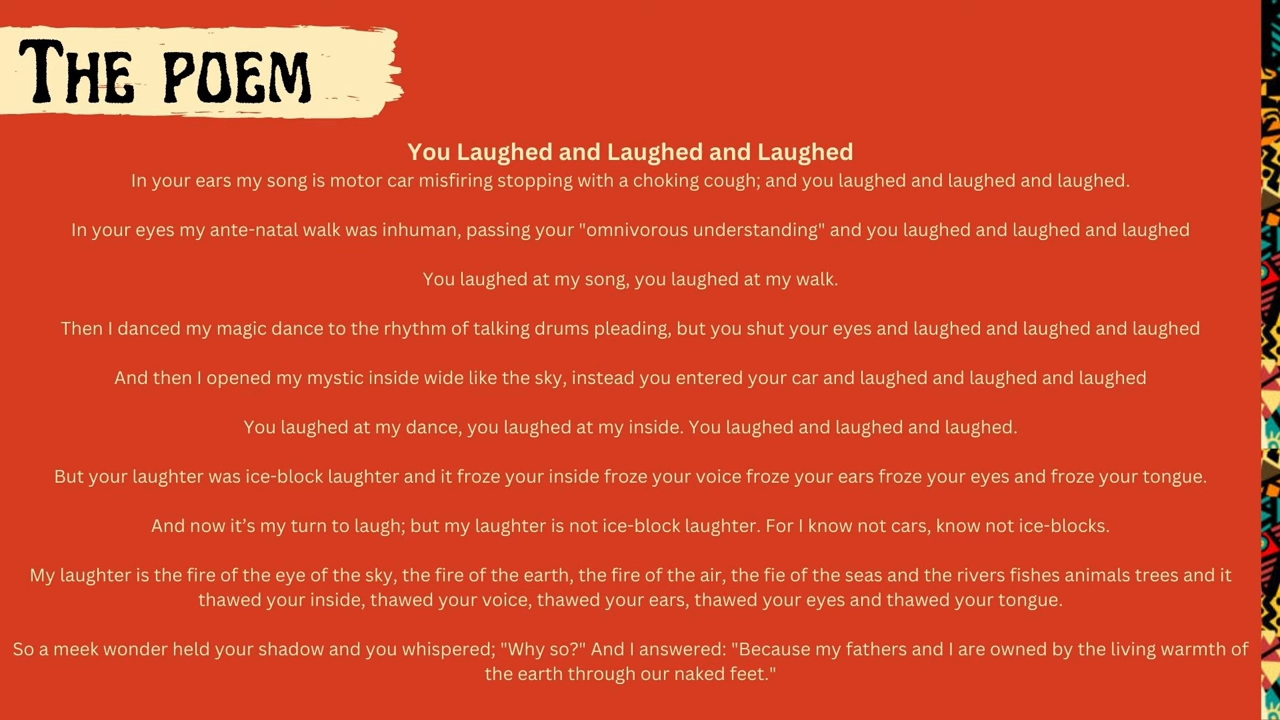 The poem
You Laughed and Laughed and Laughed
In your ears my song is motor car misfiring stopping with a choking cough; and you laughed and laughed and laughed.
In your eyes my ante-natal walk was inhuman, passing your "omnivorous understanding" and you laughed and laughed and laughed
You laughed at my song, you laughed at my walk.
Then I danced my magic dance to the rhythm of talking drums pleading, but you shut your eyes and laughed and laughed and laughed
And then I opened my mystic inside wide like the sky, instead you entered your car and laughed and laughed and laughed
You laughed at my dance, you laughed at my inside. You laughed and laughed and laughed.
But your laughter was ice-block laughter and it froze your inside froze your voice froze your ears froze your eyes and froze your tongue.
And now it’s my turn to laugh; but my laughter is not ice-block laughter. For I know not cars, know not ice-blocks.
My laughter is the fire of the eye of the sky, the fire of the earth, the fire of the air, the fie of the seas and the rivers fishes animals trees and it
thawed your inside, thawed your voice, thawed your ears, thawed your eyes and thawed your tongue.
So a meek wonder held your shadow and you whispered; "Why so?" And I answered: "Because my fathers and I are owned by the living warmth of
the earth through our naked feet."